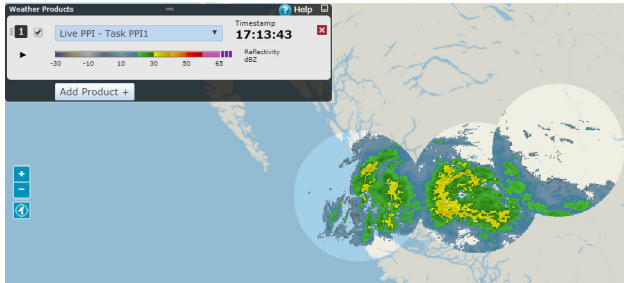 Weather Products
? Help
1 Live PPI - Task PPI1
Timestamp
17:13:43
-30 -10 10 30 50 65
Reflectivity
dBZ
Add Product +
+
−